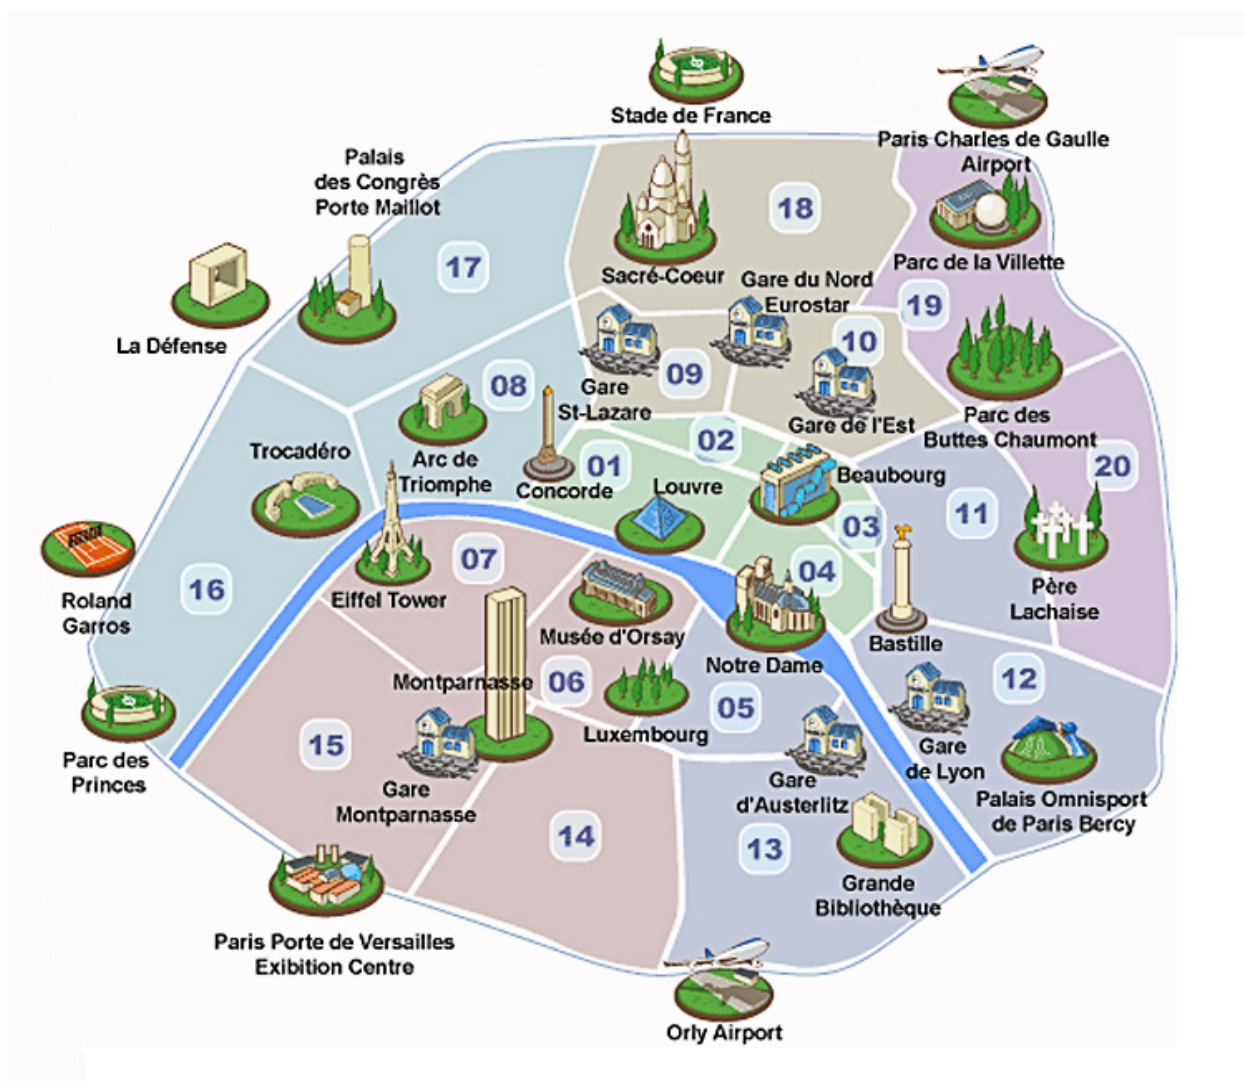 Stade de France
Paris Charles de Gaulle
Airport
Palais
des Congrès
Porte Maillot
18
17
Parc de la Villette
Sacré-Coeur
Gare du Nord
Eurostar
19
La Défense
10
09
08
Gare
St-Lazare
Parc des
Buttes Chaumont
Gare de l'Est
02
Trocadéro
Arc de
Triomphe
01
Concorde
Louvre
Beaubourg
20
11
03
04
07
16
Eiffel Tower
Roland
Garros
Père
Lachaise
Musée d'Orsay
Bastille
Notre Dame
Montparnasse
06
12
05
Luxembourg
15
Parc des
Princes
Gare
Montparnasse
Gare
d'Austerlitz
Gare
de Lyon
Palais Omnisport
de Paris Bercy
14
13
Grande
Bibliothèque
Paris Porte de Versailles
Exibition Centre
Orly Airport